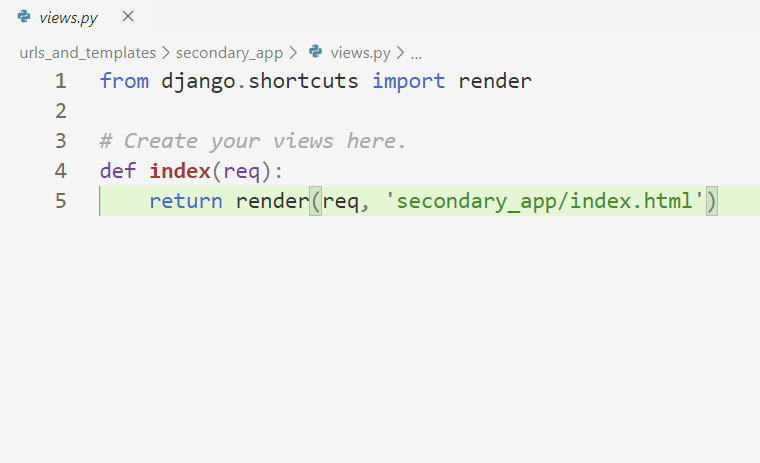 views.py ×
urls_and_templates > secondary_app > views.py > ...
1 from django.shortcuts import render
2
3 # Create your views here.
4 def index(req):
5     return render(req, 'secondary_app/index.html')